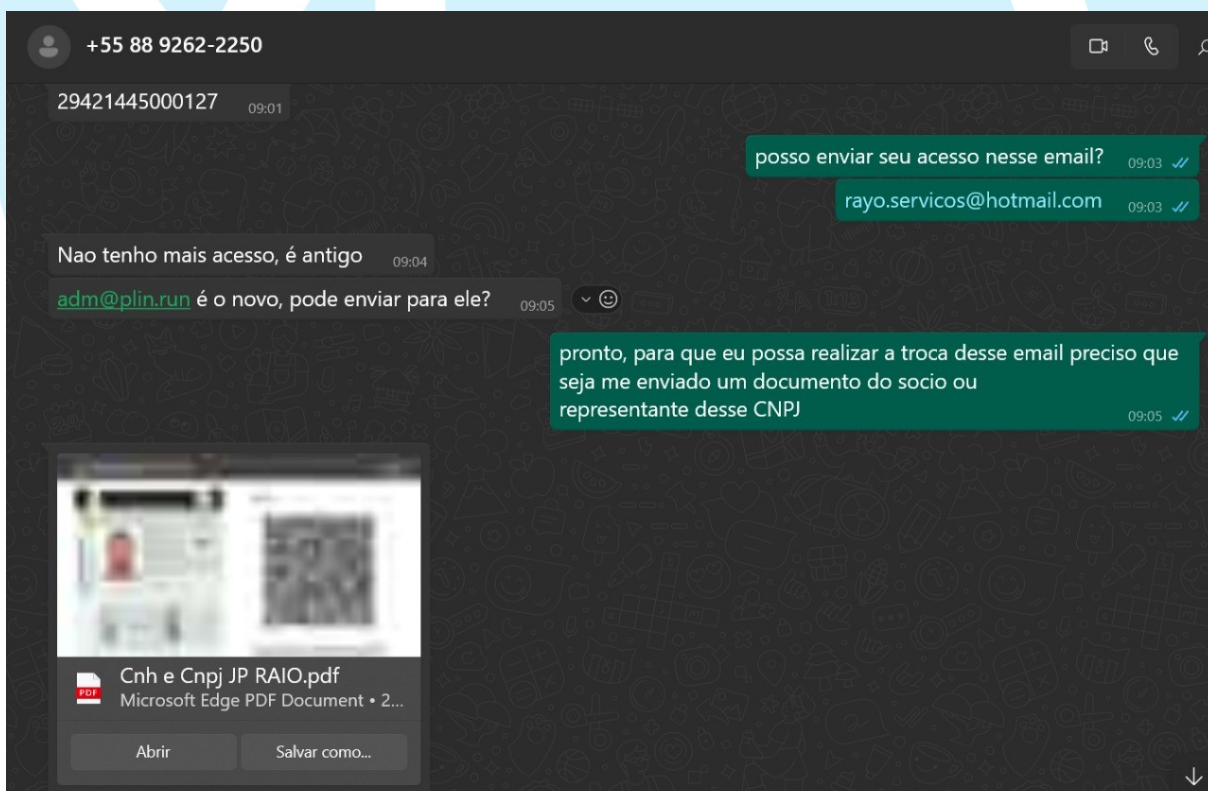 +55 88 9262-2250
29421445000127 09:01
posso enviar seu acesso nesse email? 09:03
rayo.servicos@hotmail.com 09:03
Nao tenho mais acesso, é antigo 09:04
adm@plin.run é o novo, pode enviar para ele? 09:05
pronto, para que eu possa realizar a troca desse email preciso que
seja me enviado um documento do socio ou
representante desse CNPJ 09:05
Cnh e Cnpj JP RAIO.pdf
PDF
Microsoft Edge PDF Document • 2...
Abrir Salvar como...